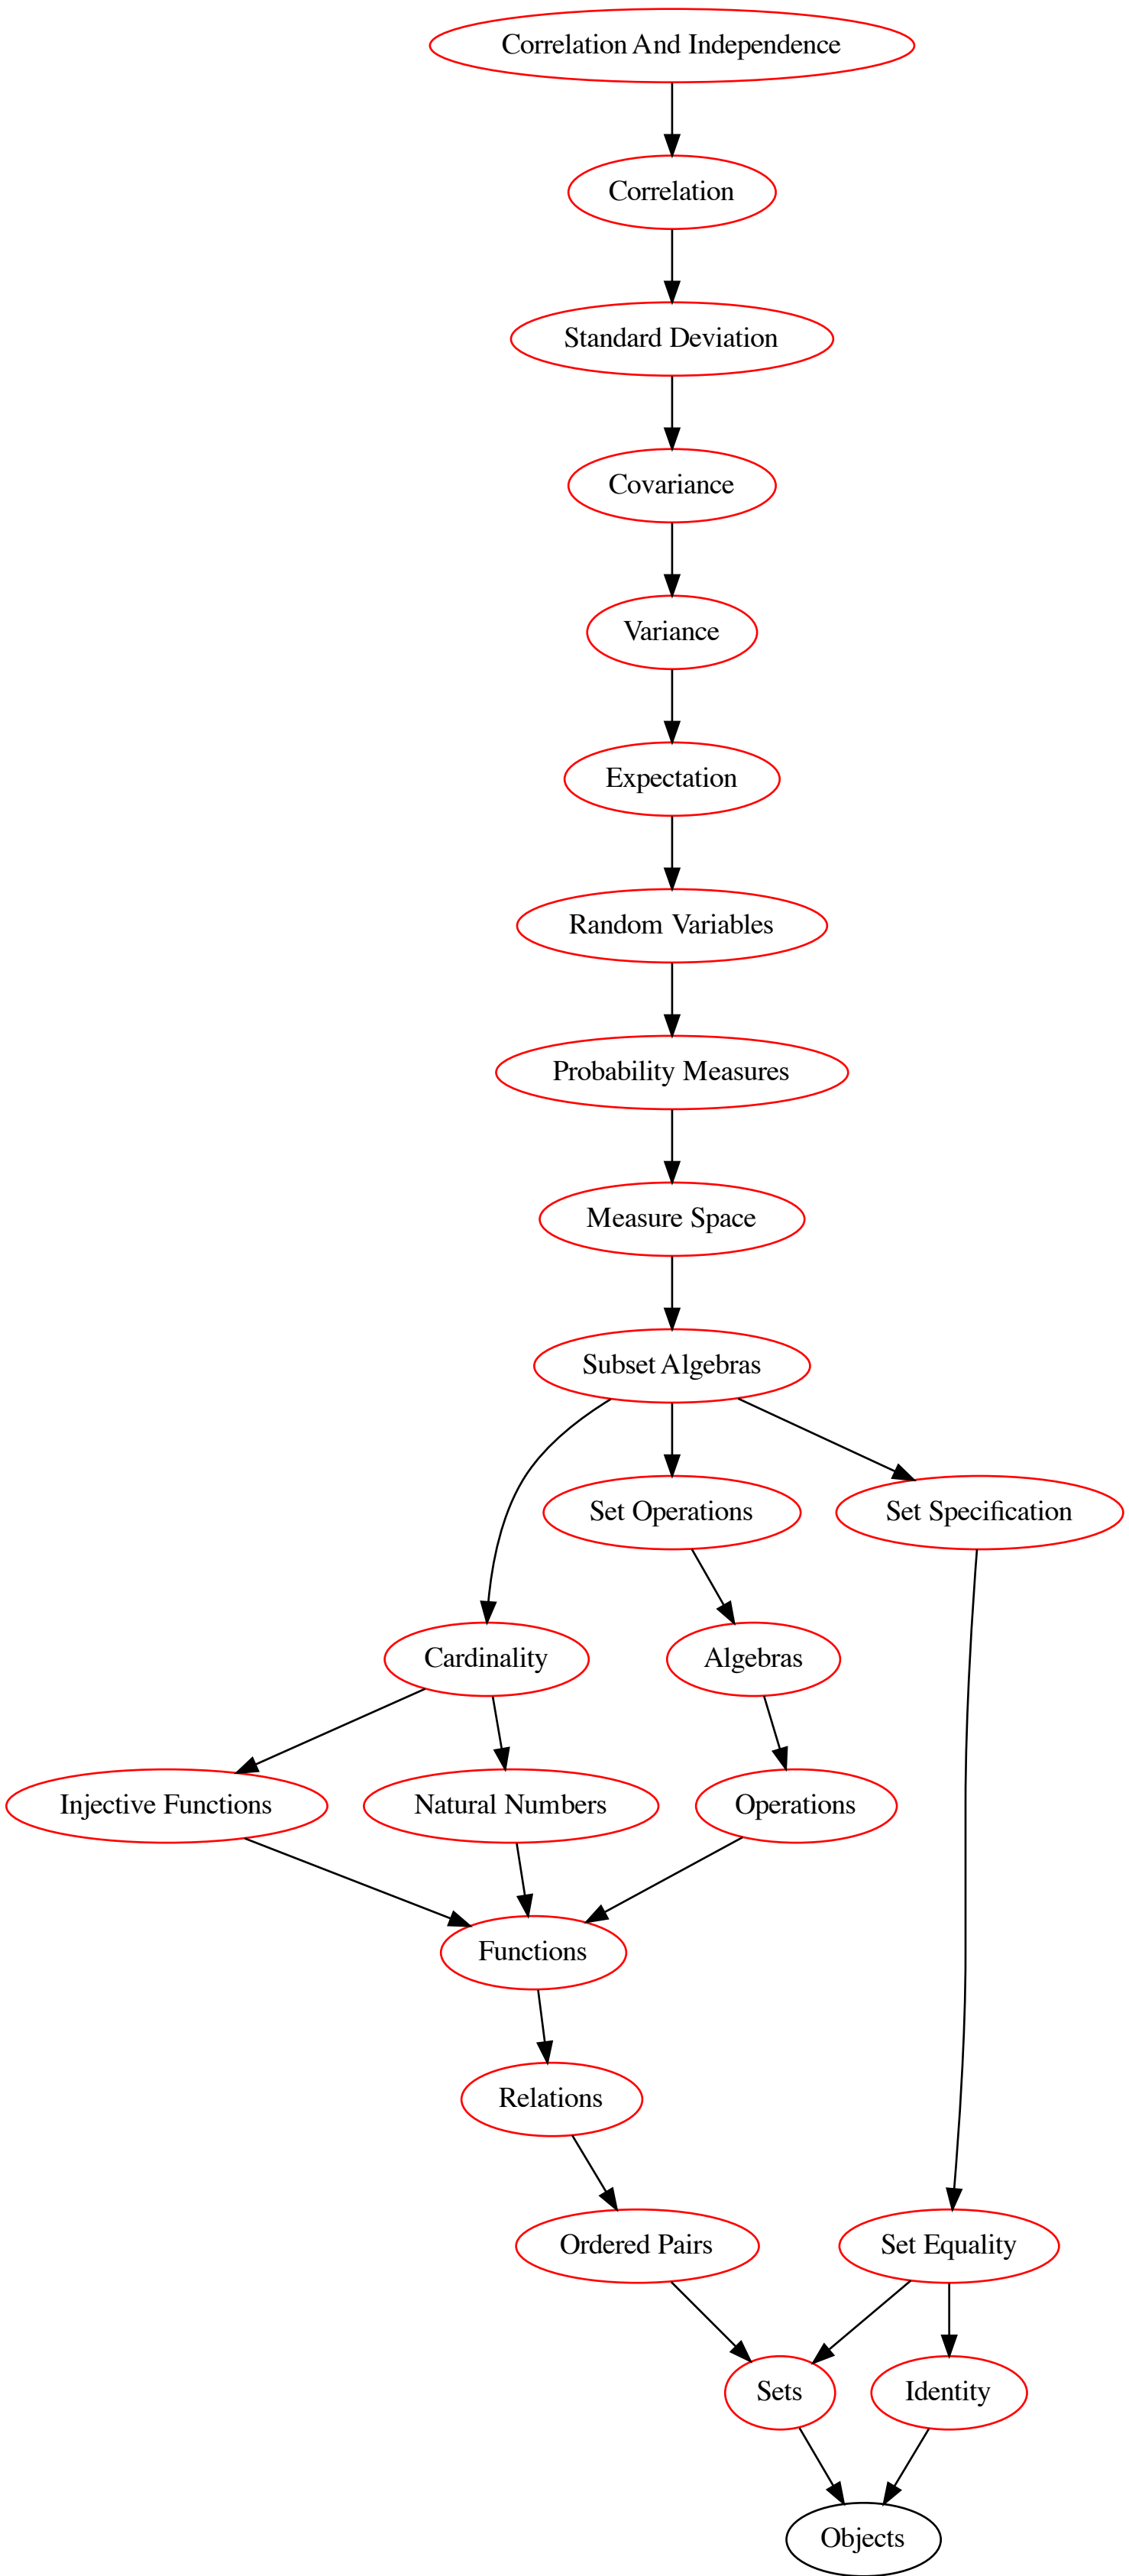 Correlation And Independence
Correlation
Standard Deviation
Covariance
Variance
Expectation
Random Variables
Probability Measures
Measure Space
Subset Algebras
Set Operations
Set Specification
Cardinality
Algebras
Injective Functions
Natural Numbers
Operations
Functions
Relations
Ordered Pairs
Set Equality
Sets
Identity
Objects